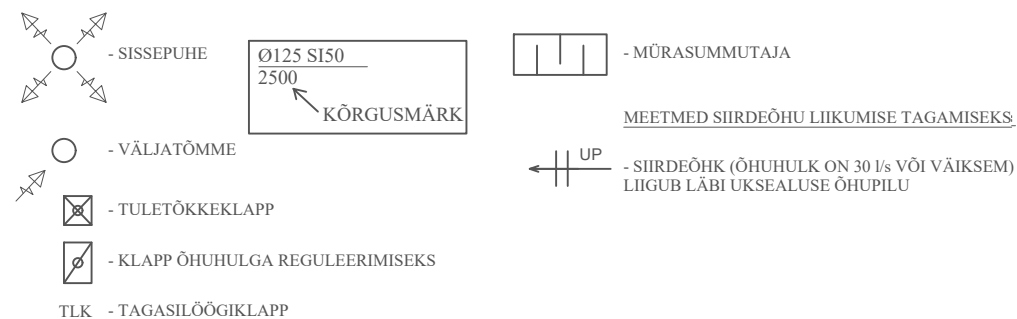 - SISSEPUHE
Ø125 SI50
2500
KÕRGUSMÄRK
- VÄLJATÕMME
- TULETÕKKEKLAPP
- KLAPP ÕHUHULGA REGULEERIMISEKS
TLK - TAGASILÖÖGIKLAPP
- MÜRASUMMUTAJA
MEETMED SIIRDEÕHU LIIKUMISE TAGAMISEKS:
UP
- SIIRDEÕHK (ÕHUHULK ON 30 l/s VÕI VÄIKSEM)
LIIGUB LÄBI UKSEALUSE ÕHUPILU